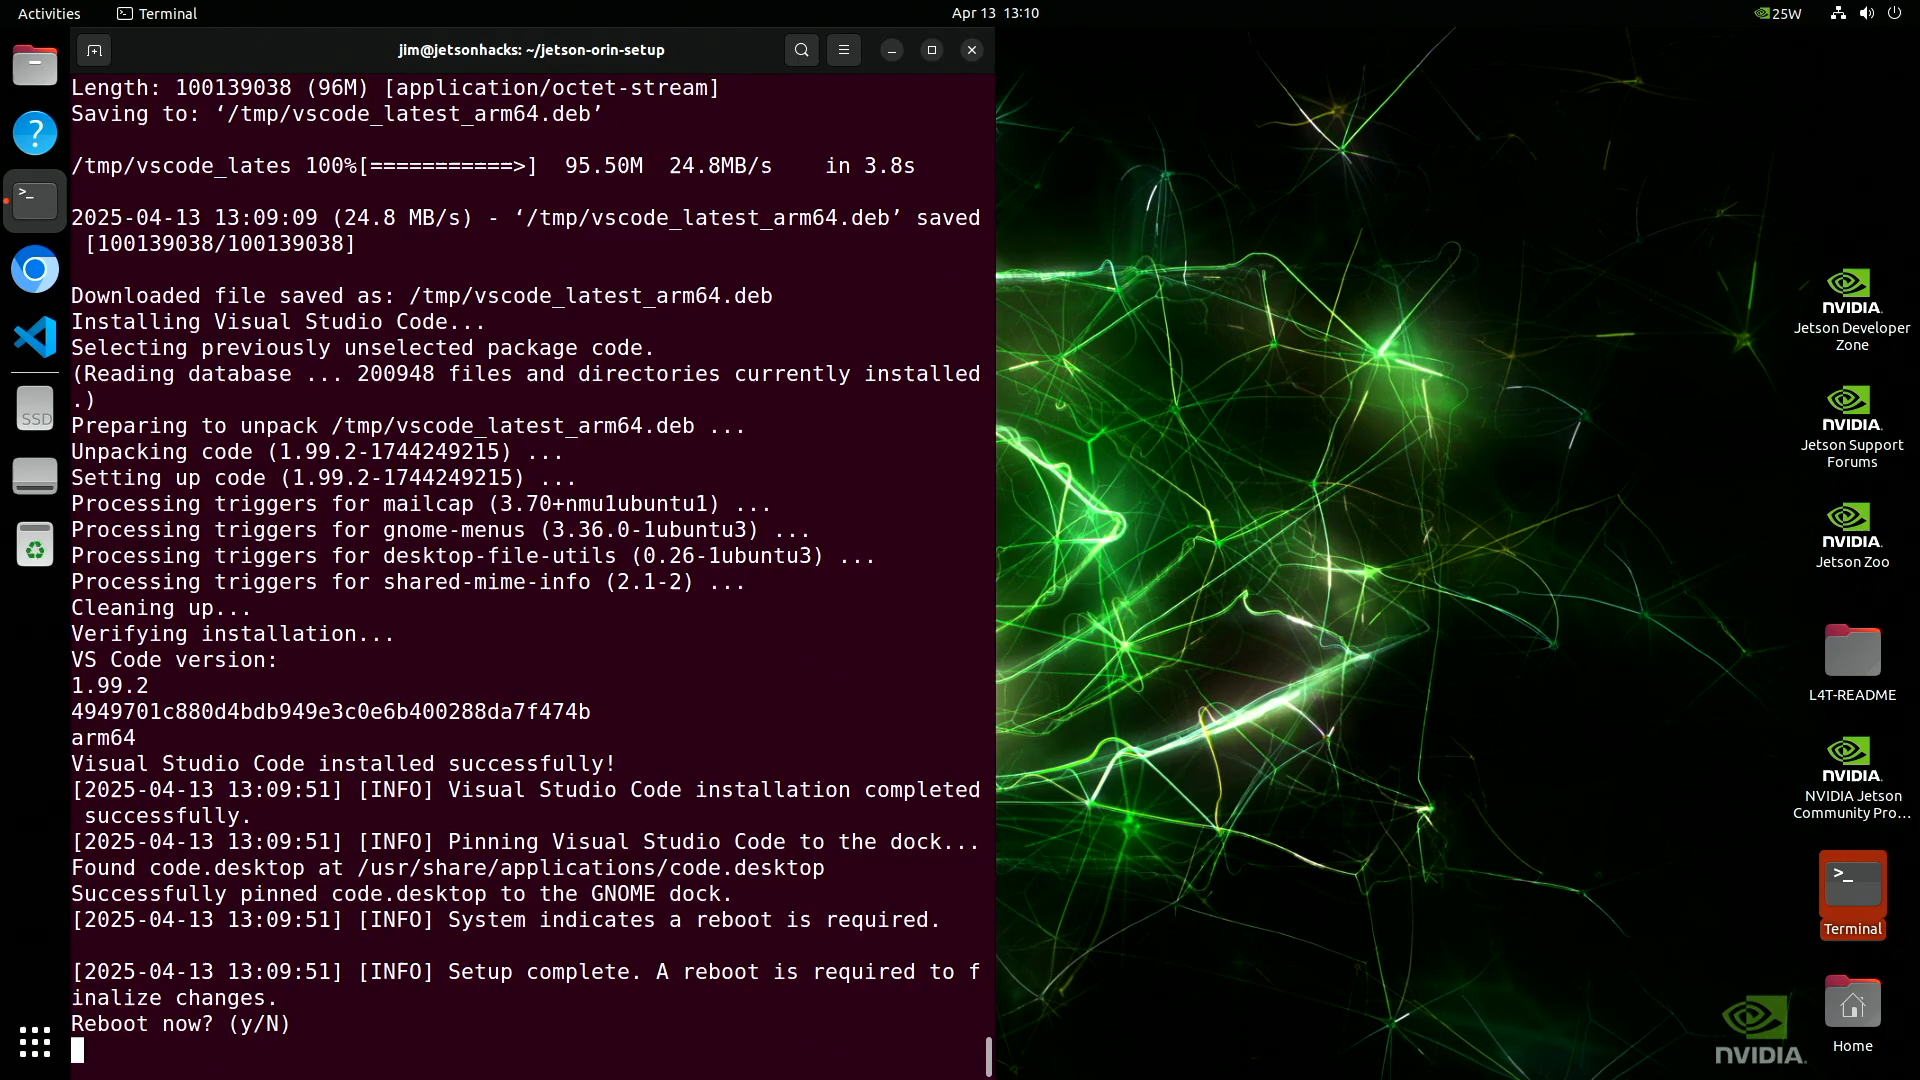 Activities
Terminal
Apr 13 13:10
25W
jim@jetsonhacks: ~/jetson-orin-setup
Length: 100139038 (96M) [application/octet-stream]
Saving to: ‘/tmp/vscode_latest_arm64.deb’
/tmp/vscode_lates 100%[===========>]  95.50M  24.8MB/s    in 3.8s
2025-04-13 13:09:09 (24.8 MB/s) - ‘/tmp/vscode_latest_arm64.deb’ saved
[100139038/100139038]
Downloaded file saved as: /tmp/vscode_latest_arm64.deb
Installing Visual Studio Code...
Selecting previously unselected package code.
(Reading database ... 200948 files and directories currently installed
.)
Preparing to unpack /tmp/vscode_latest_arm64.deb ...
Unpacking code (1.99.2-1744249215) ...
Setting up code (1.99.2-1744249215) ...
Processing triggers for mailcap (3.70+nmu1ubuntu1) ...
Processing triggers for gnome-menus (3.36.0-1ubuntu3) ...
Processing triggers for desktop-file-utils (0.26-1ubuntu3) ...
Processing triggers for shared-mime-info (2.1-2) ...
Cleaning up...
Verifying installation...
VS Code version:
1.99.2
4949701c880d4bdb949e3c0e6b400288da7f474b
arm64
Visual Studio Code installed successfully!
[2025-04-13 13:09:51] [INFO] Visual Studio Code installation completed
successfully.
[2025-04-13 13:09:51] [INFO] Pinning Visual Studio Code to the dock...
Found code.desktop at /usr/share/applications/code.desktop
Successfully pinned code.desktop to the GNOME dock.
[2025-04-13 13:09:51] [INFO] System indicates a reboot is required.
[2025-04-13 13:09:51] [INFO] Setup complete. A reboot is required to f
inalize changes.
Reboot now? (y/N)
SSD
NVIDIA.
Jetson Developer
Zone
NVIDIA.
Jetson Support
Forums
NVIDIA.
Jetson Zoo
L4T-README
NVIDIA.
NVIDIA Jetson
Community Pro...
>_
Terminal
Home
NVIDIA.